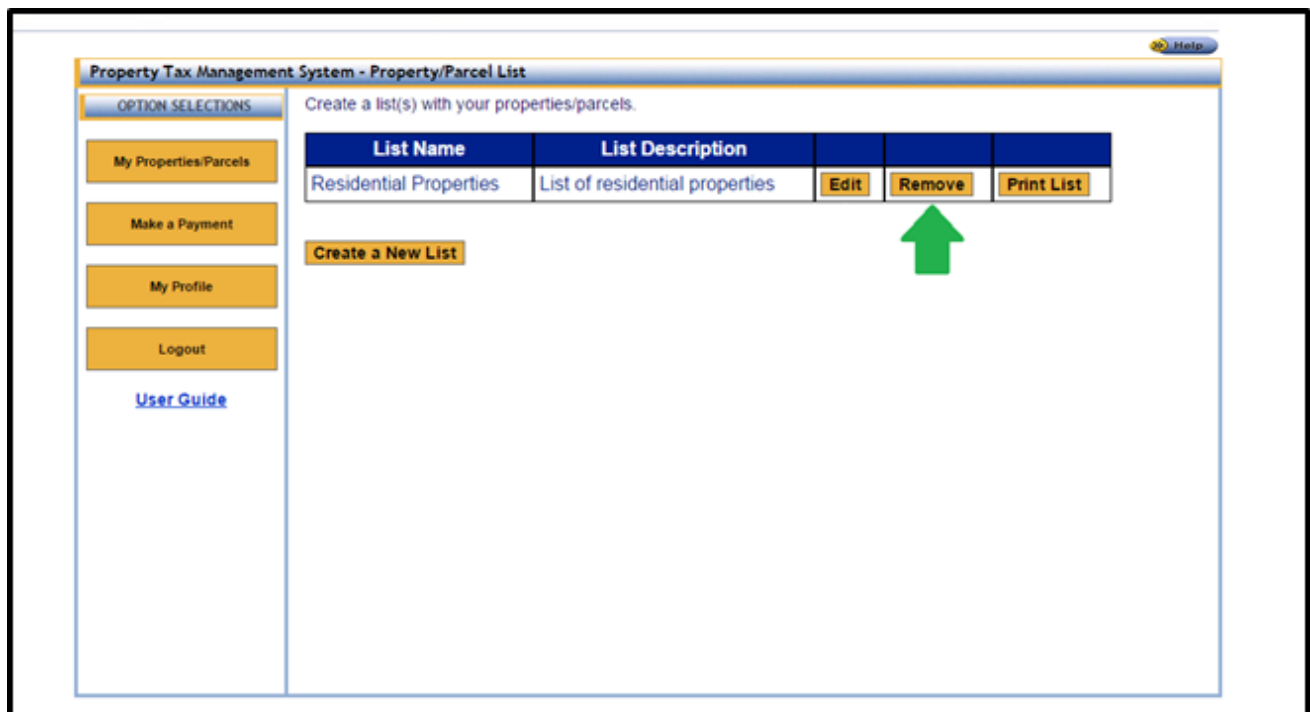 Help
Property Tax Management System - Property/Parcel List
OPTION SELECTIONS
My Properties/Parcels
Make a Payment
My Profile
Logout
User Guide
Create a list(s) with your properties/parcels.
List Name List Description
Residential Properties List of residential properties Edit Remove Print List
Create a New List